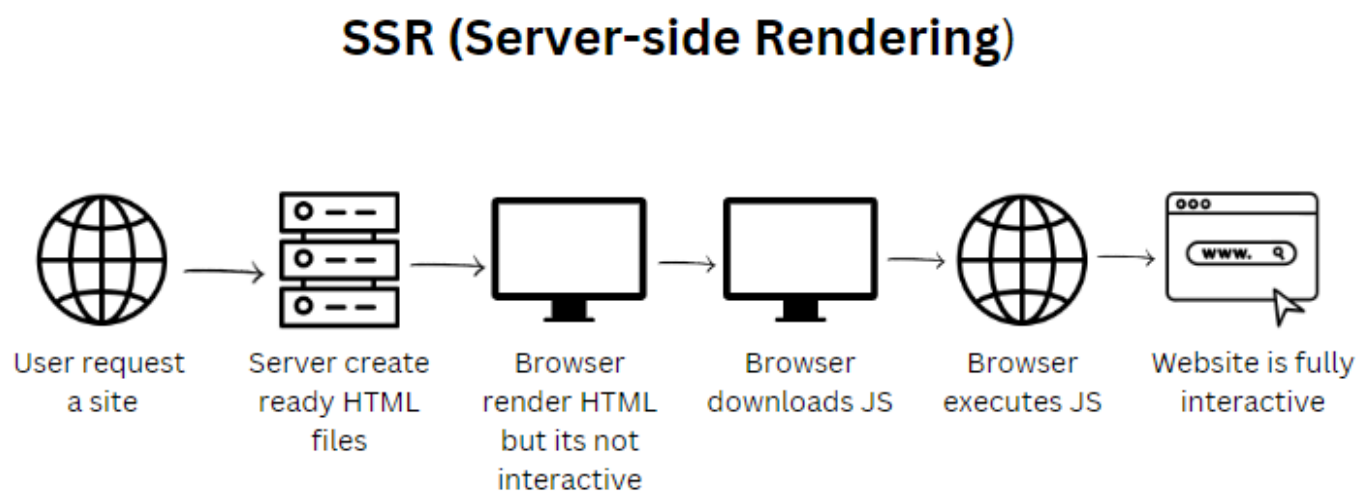 SSR (Server-side Rendering)
www.
User request
a site
Server create
ready HTML
files
Browser
render HTML
but its not
interactive
Browser
downloads JS
Browser
executes JS
Website is fully
interactive